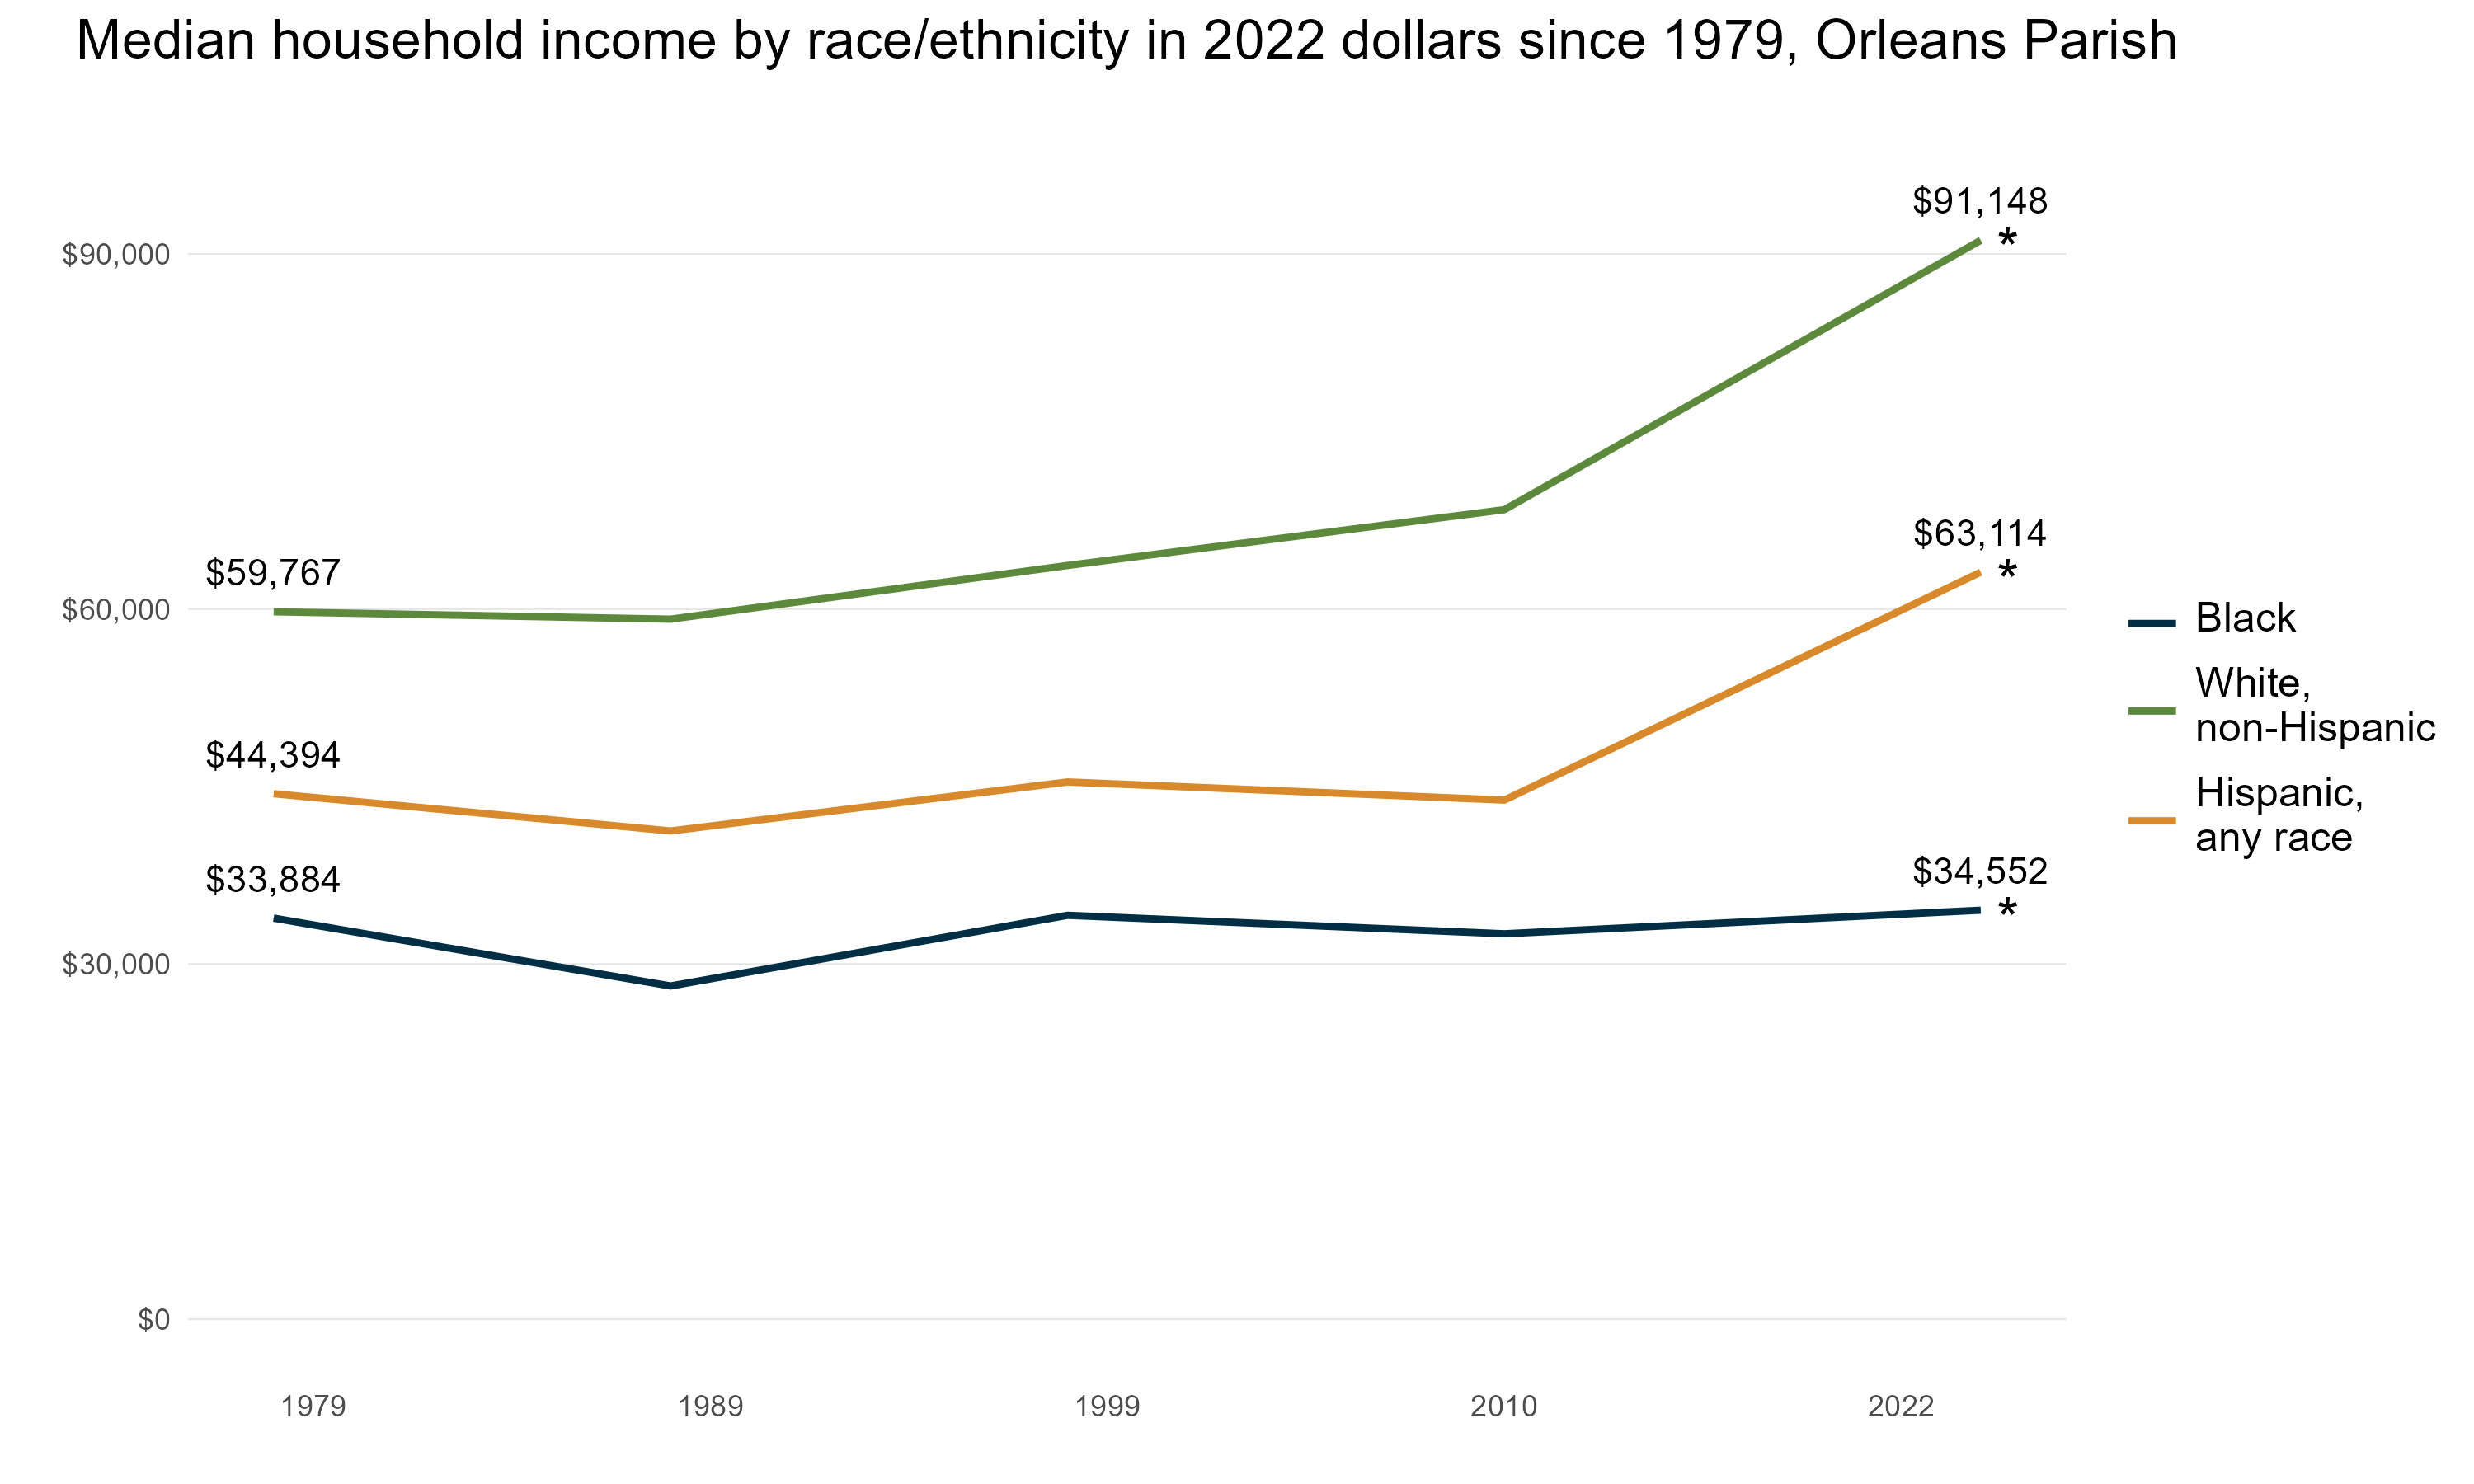 Median household income by race/ethnicity in 2022 dollars since 1979, Orleans Parish
$91,148
*
$90,000
$63,114
*
$59,767
$60,000
Black
White,
non-Hispanic
$44,394
Hispanic,
any race
$33,884
$34,552
*
$30,000
$0
1979 1989 1999 2010 2022